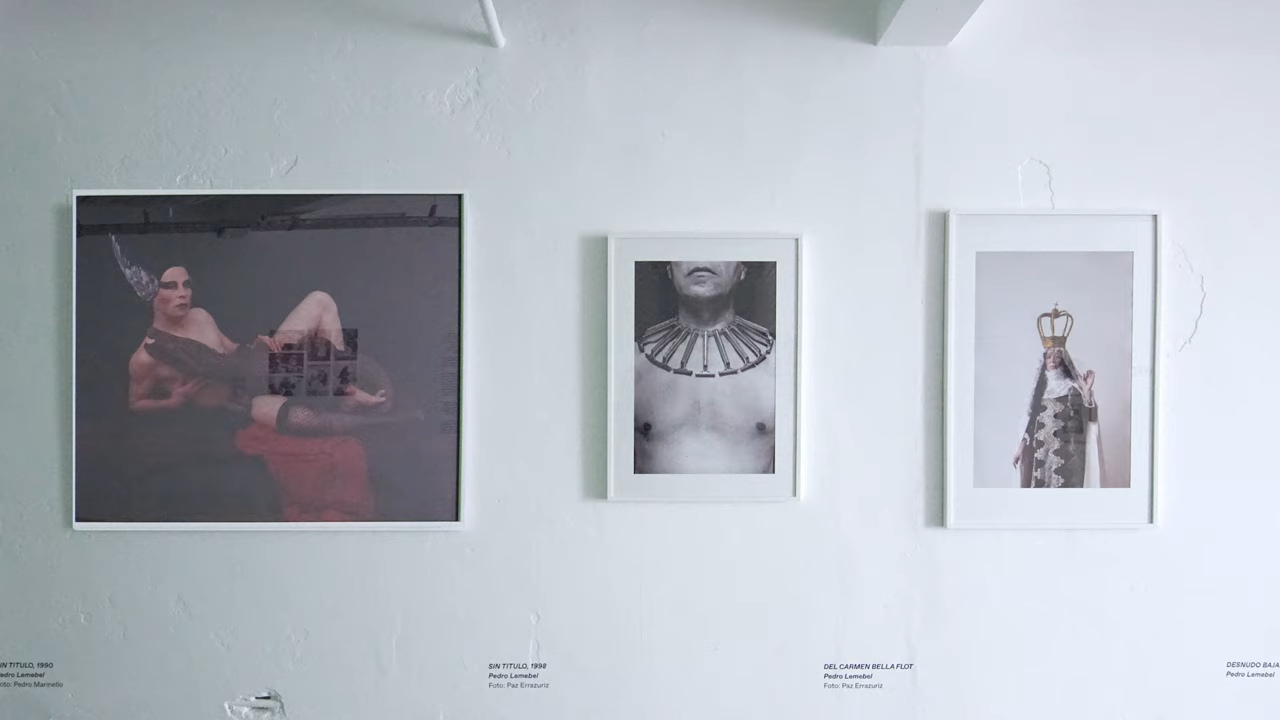 IN TITULO, 1990
Pedro Lemebel
oto: Pedro Marinello
SIN TITULO, 1998
Pedro Lemebel
Foto: Paz Errazuriz
DEL CARMEN BELLA FLOT
Pedro Lemebel
Foto: Paz Errazuriz
DESNUDO BAJA
Pedro Lemebel